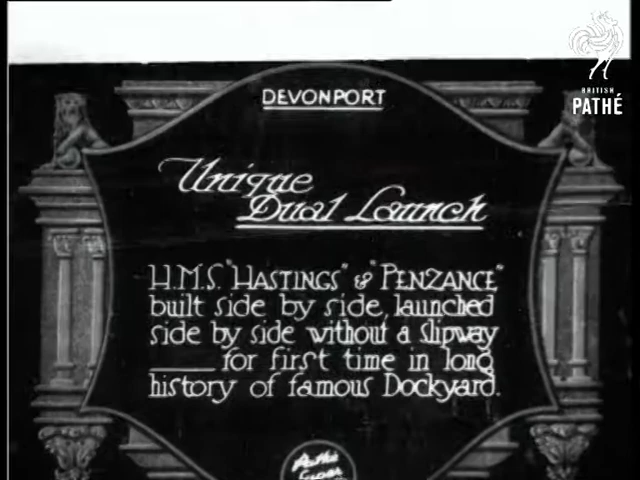 BRITISH
PATHÉ
DEVONPORT
Unique
Dual Launch
H.M.S. "HASTINGS" & "PENZANCE"
built side by side, launched
side by side without a slipway
—— for first time in long
history of famous Dockyard.
Pathe